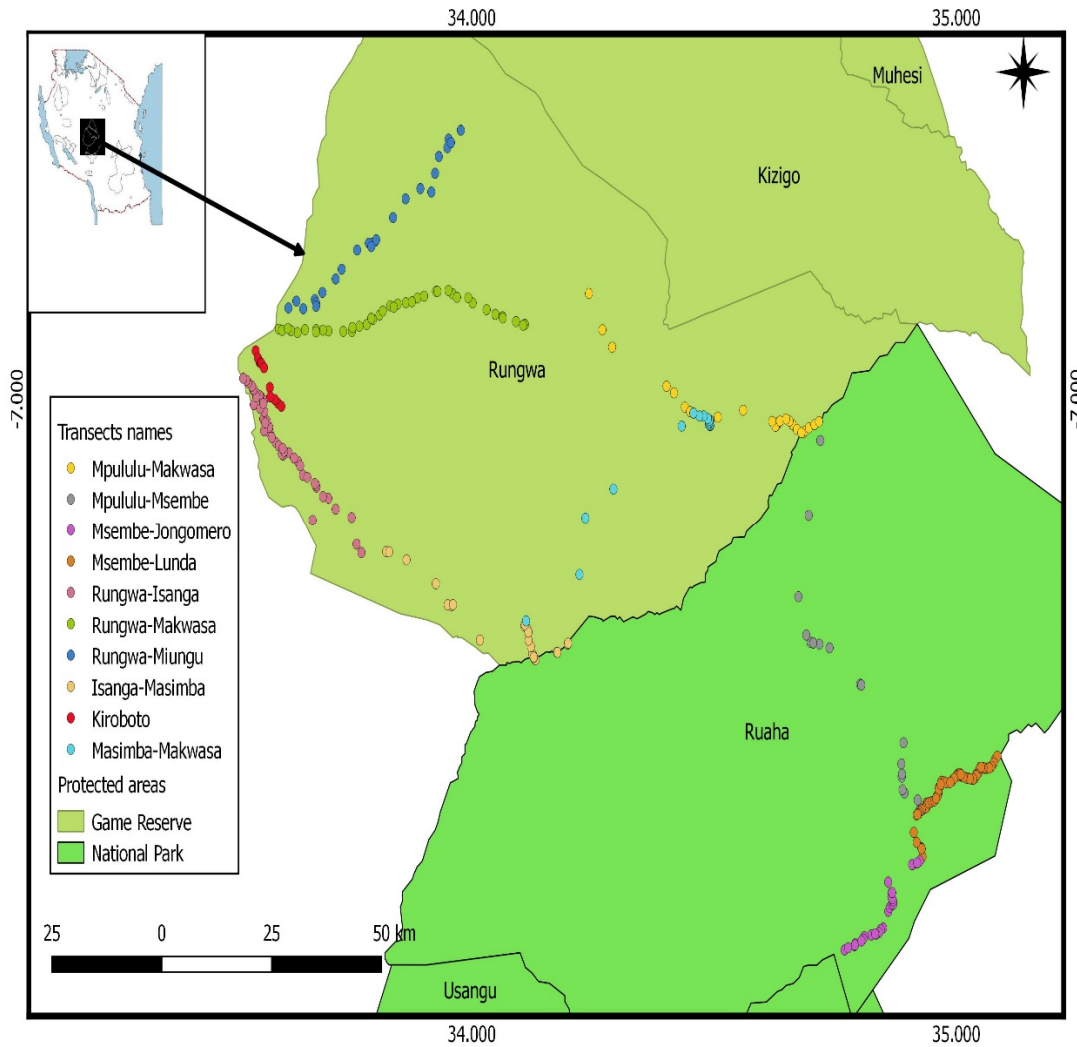 34.000
35.000
Muhesi
Kizigo
Rungwa
-7.000
-7.000
Transects names
Mpululu-Makwasa
Mpululu-Msembe
Msembe-Jongomero
Msembe-Lunda
Rungwa-Isanga
Rungwa-Makwasa
Rungwa-Miungu
Isanga-Masimba
Kiroboto
Masimba-Makwasa
Protected areas
Game Reserve
National Park
Ruaha
25 0 25 50 km
Usangu
34.000
35.000